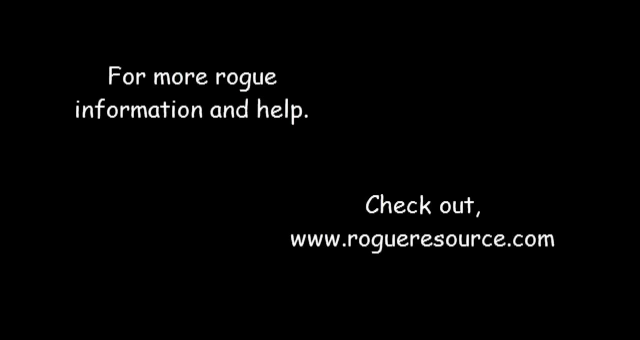 For more rogue
information and help.
Check out,
www.rogueresource.com